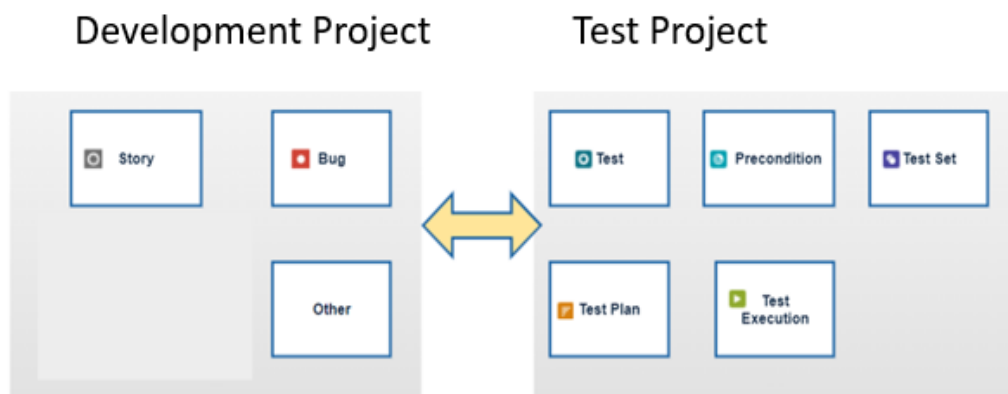 Development Project
Test Project
Story
Bug
Other
Test
Precondition
Test Set
Test Plan
Test
Execution